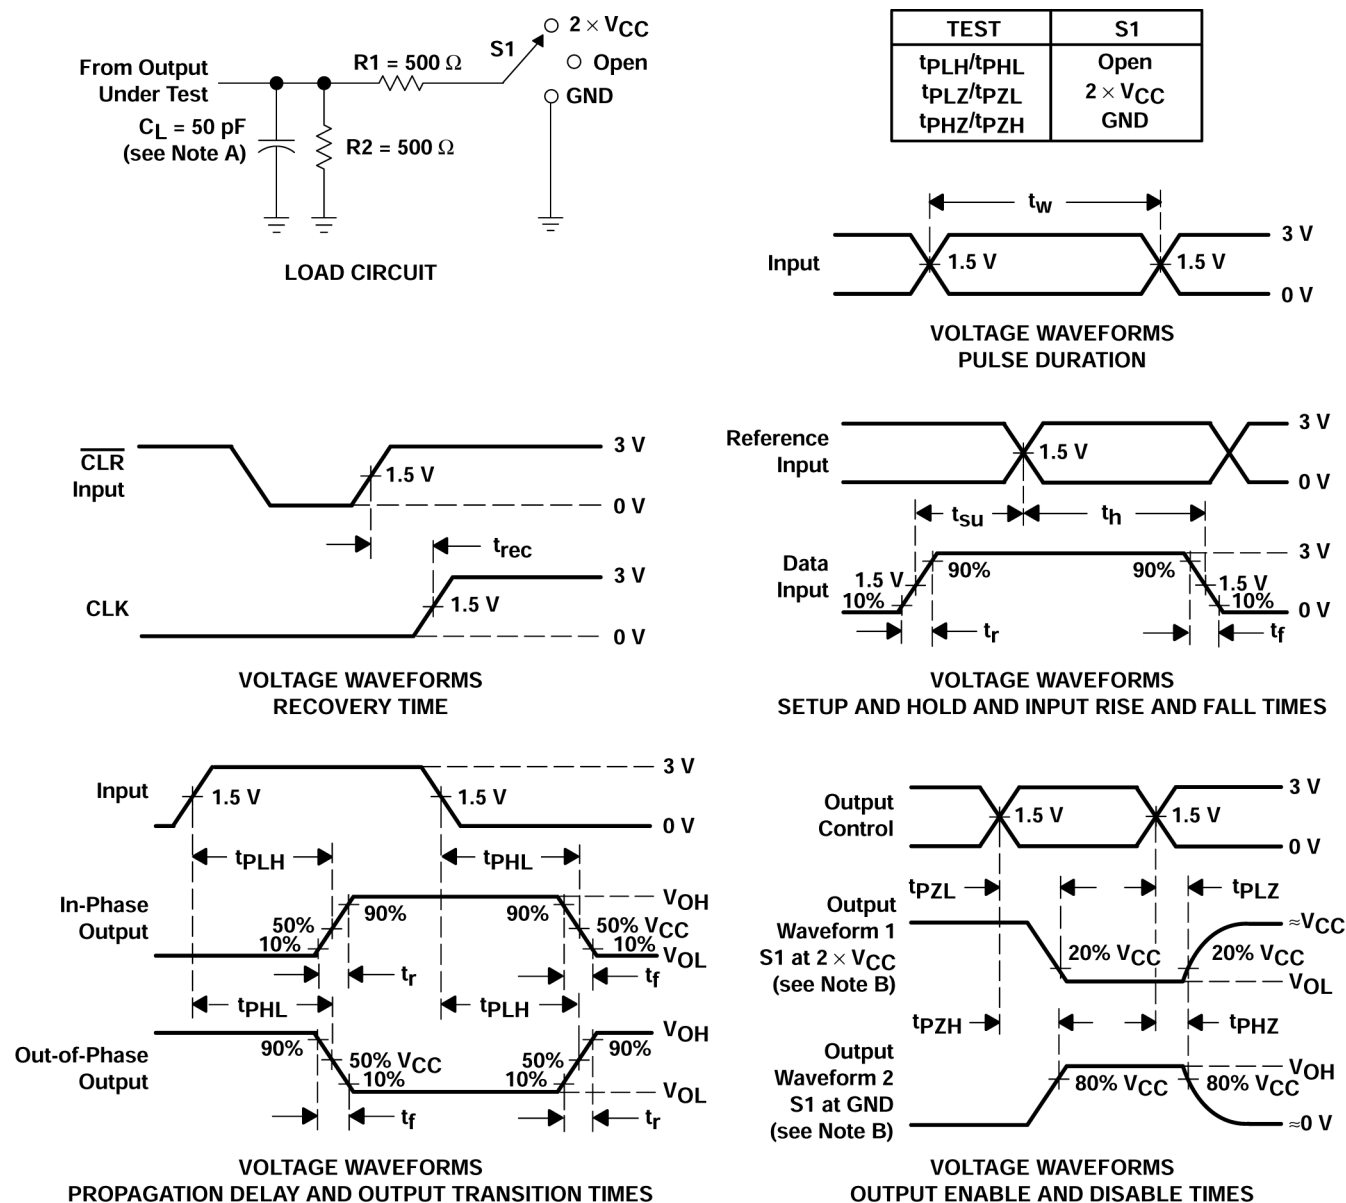 2 × VCC
S1
R1 = 500 Ω
Open
From Output
Under Test
GND
CL = 50 pF
(see Note A)
R2 = 500 Ω
LOAD CIRCUIT
TEST S1
tPLH/tPHL Open
tPLZ/tPZL 2 × VCC
tPHZ/tPZH GND
tw
3 V
Input
1.5 V 1.5 V
0 V
VOLTAGE WAVEFORMS
PULSE DURATION
CLR
Input
3 V
1.5 V
0 V
trec
3 V
CLK
1.5 V
0 V
VOLTAGE WAVEFORMS
RECOVERY TIME
Reference
Input
3 V
1.5 V
0 V
tsu th
Data
Input
3 V
90% 90%
1.5 V 1.5 V
10% 10%
0 V
tr tf
VOLTAGE WAVEFORMS
SETUP AND HOLD AND INPUT RISE AND FALL TIMES
3 V
Input
1.5 V 1.5 V
0 V
tPLH tPHL
In-Phase
Output
VOH
90% 90%
50% 50% VCC
10% 10%
VOL
tr tf
tPHL tPLH
Out-of-Phase
Output
VOH
90% 90%
50% VCC 50%
10% 10%
VOL
tf tr
VOLTAGE WAVEFORMS
PROPAGATION DELAY AND OUTPUT TRANSITION TIMES
Output
Control
3 V
1.5 V 1.5 V
0 V
tPZL tPLZ
Output
Waveform 1
S1 at 2 × VCC
(see Note B)
≈VCC
20% VCC 20% VCC
VOL
tPZH tPHZ
Output
Waveform 2
S1 at GND
(see Note B)
VOH
80% VCC 80% VCC
≈0 V
VOLTAGE WAVEFORMS
OUTPUT ENABLE AND DISABLE TIMES